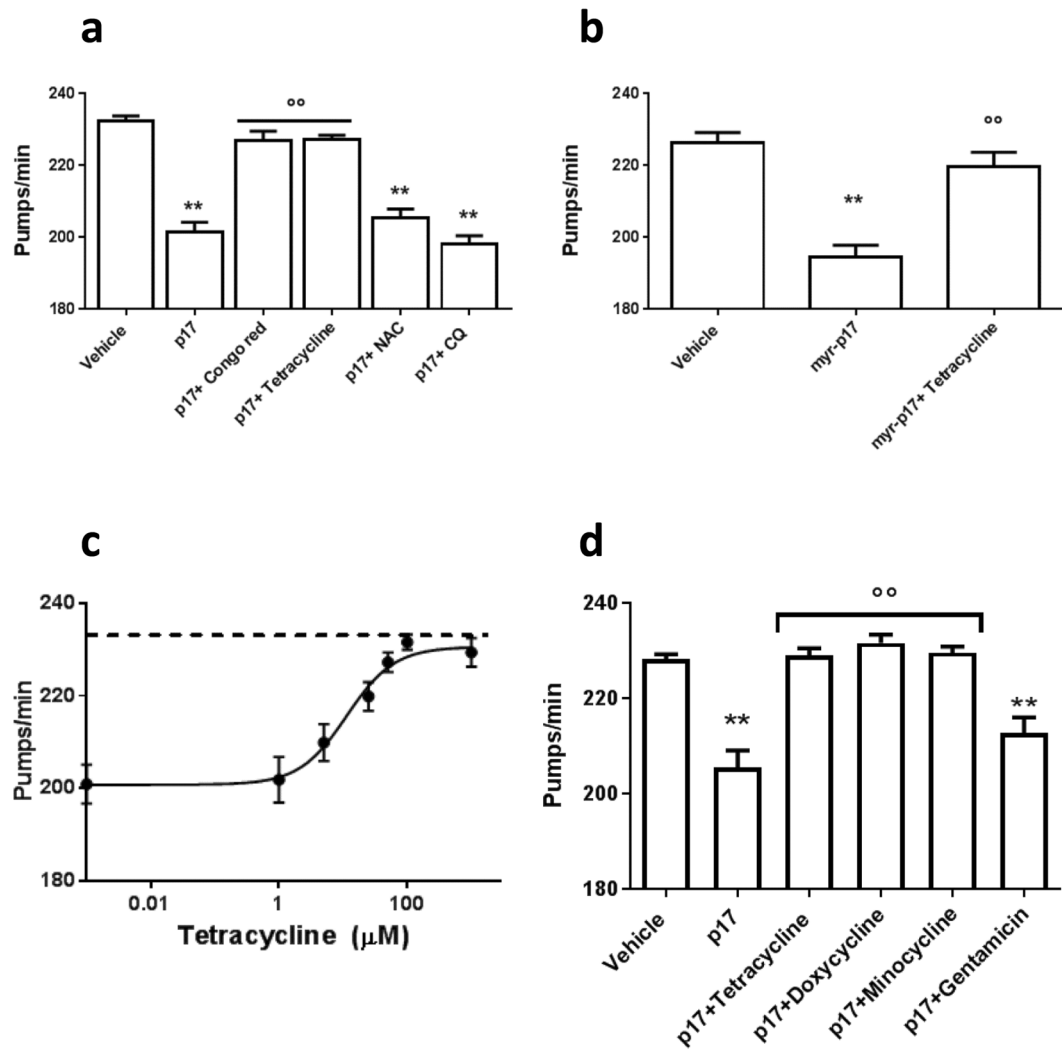 a
240
220
200
180
Pumps/min
**
°°
**
**
Vehicle
p17
p17+ Congo red
p17+ Tetracycline
p17+ NAC
p17+ CQ
b
240
220
200
180
Pumps/min
**
°°
Vehicle
myr-p17
myr-p17+ Tetracycline
c
240
220
200
180
Pumps/min
0.01
1
100
Tetracycline (μM)
d
240
220
200
180
Pumps/min
**
°°
**
Vehicle
p17
p17+Tetracycline
p17+Doxycycline
p17+Minocycline
p17+Gentamicin